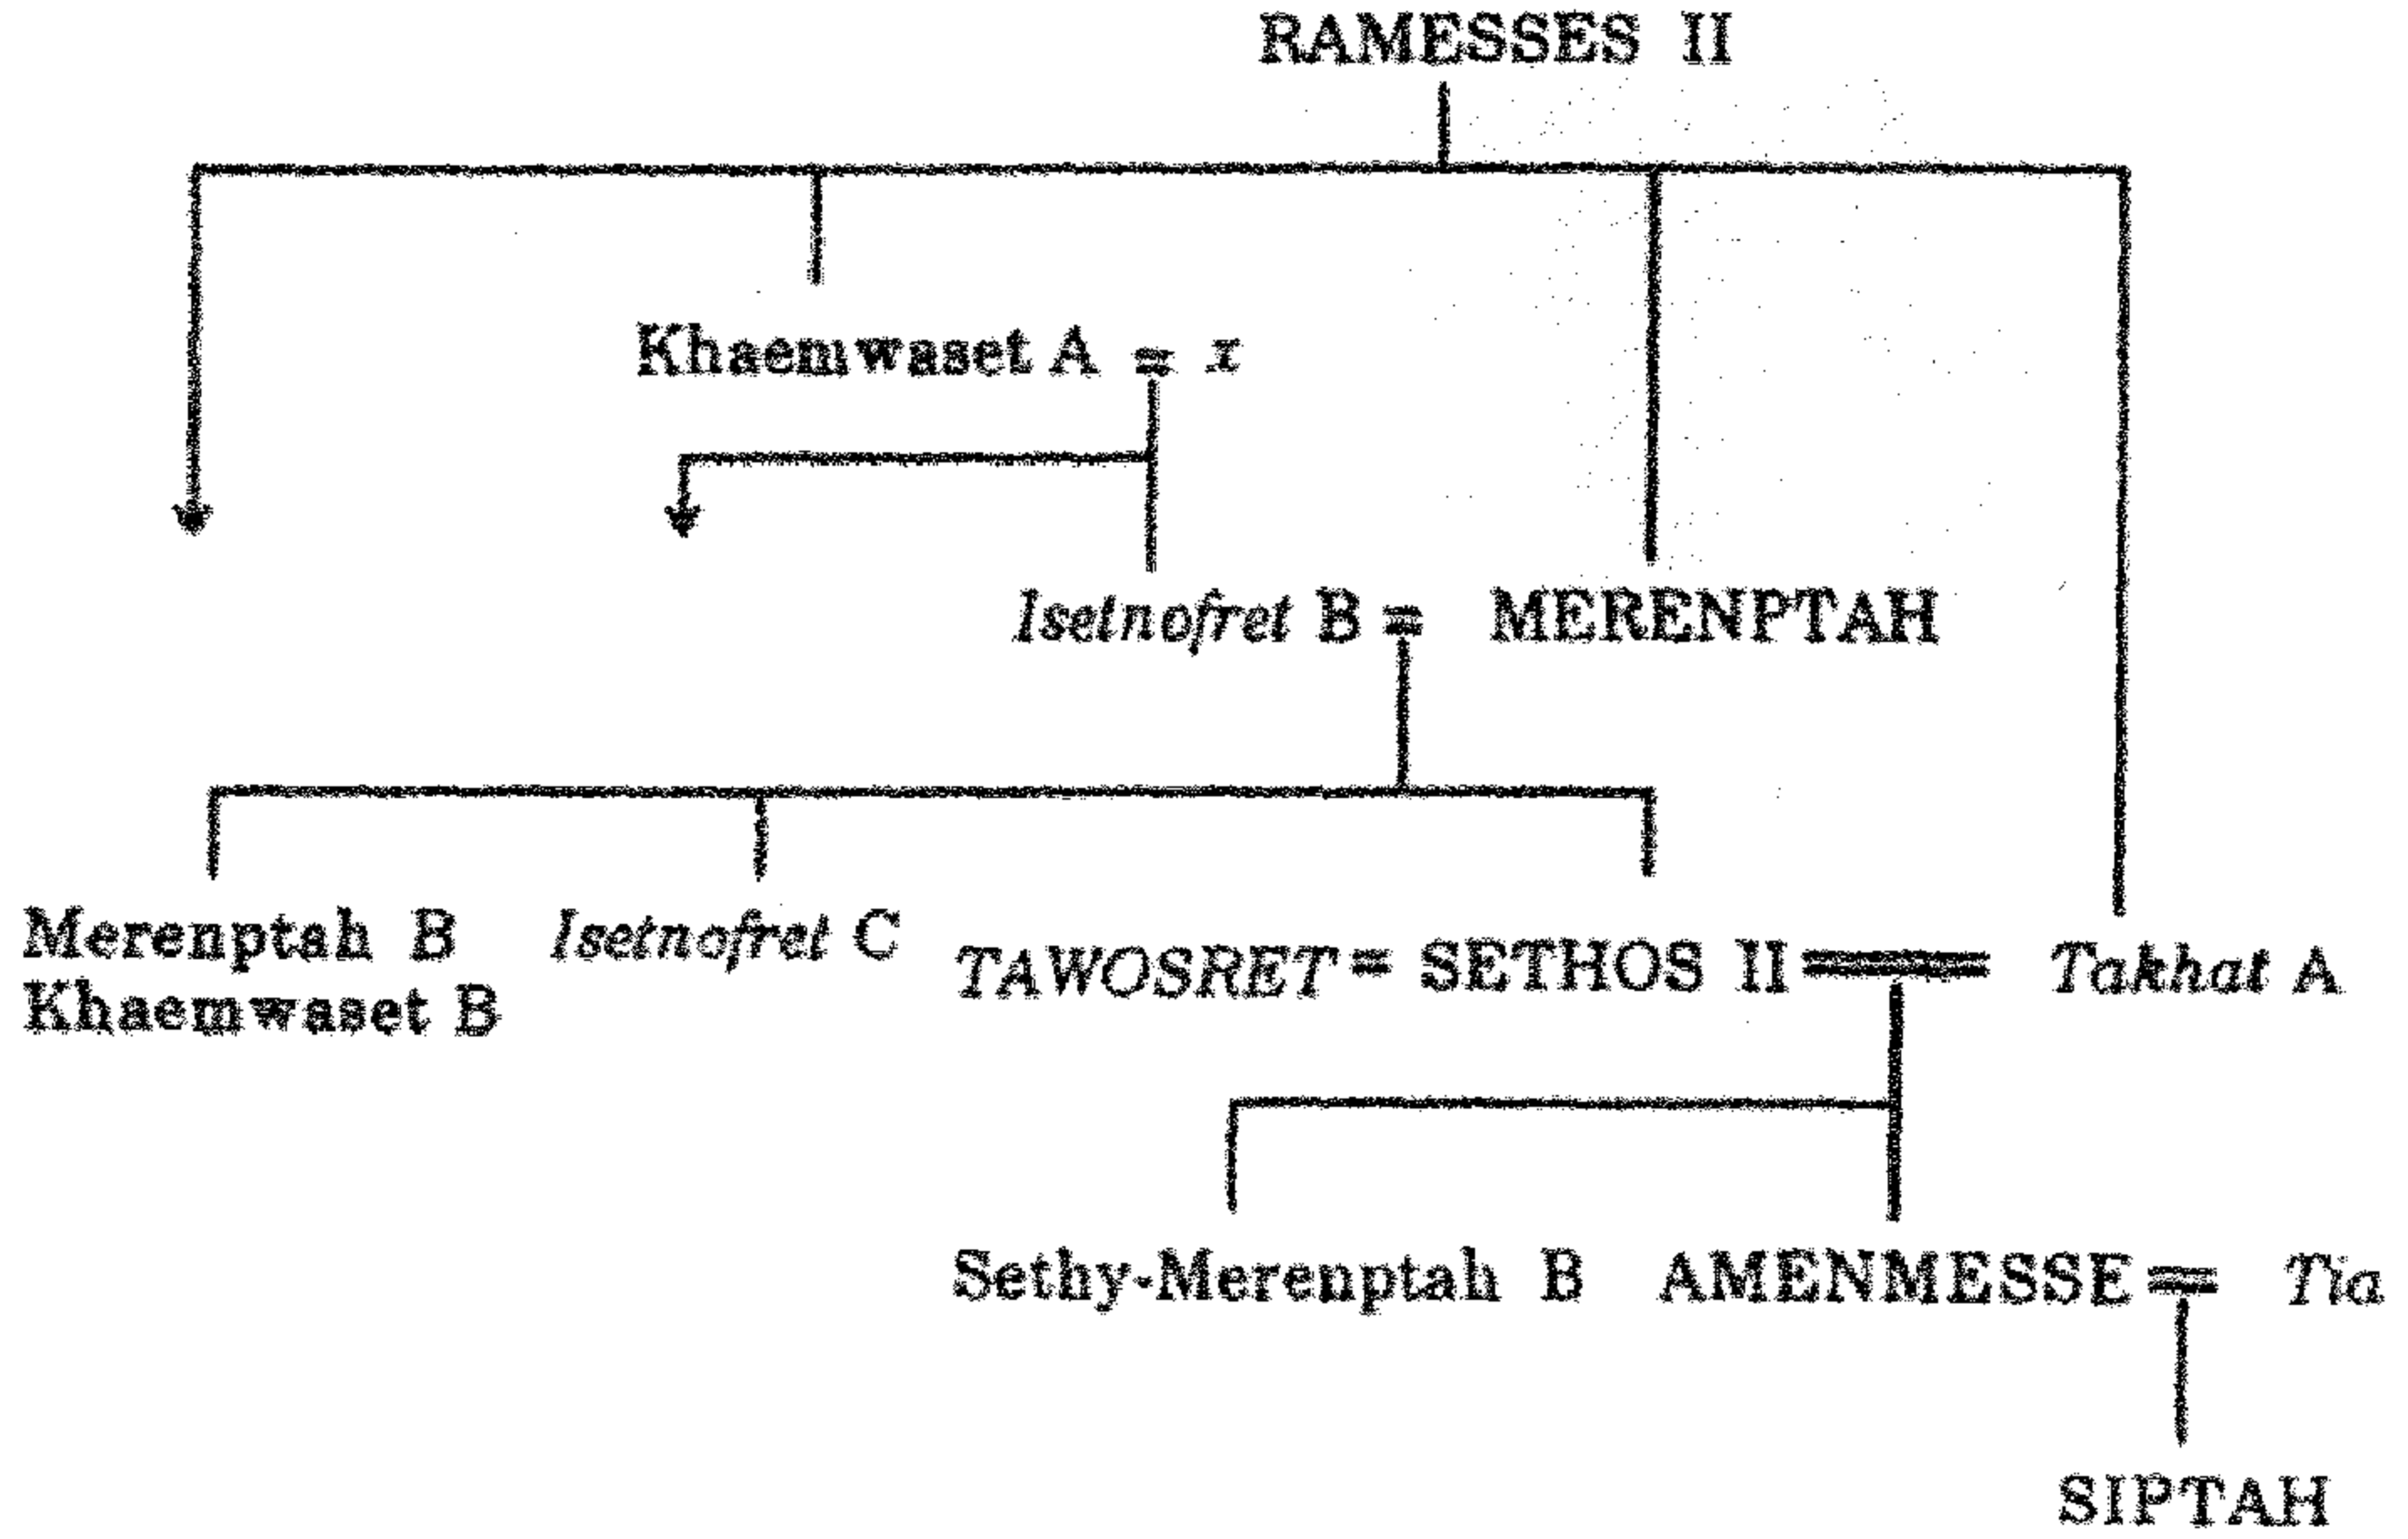 RAMESSES II
Khaemwaset A = x
Isetnofret B = MERENPTAH
Merenptah B Isetnofret C TAWOSRET = SETHOS II = Takhat A
Khaemwaset B
Sethy-Merenptah B AMENMESSE = Tia
SIPTAH